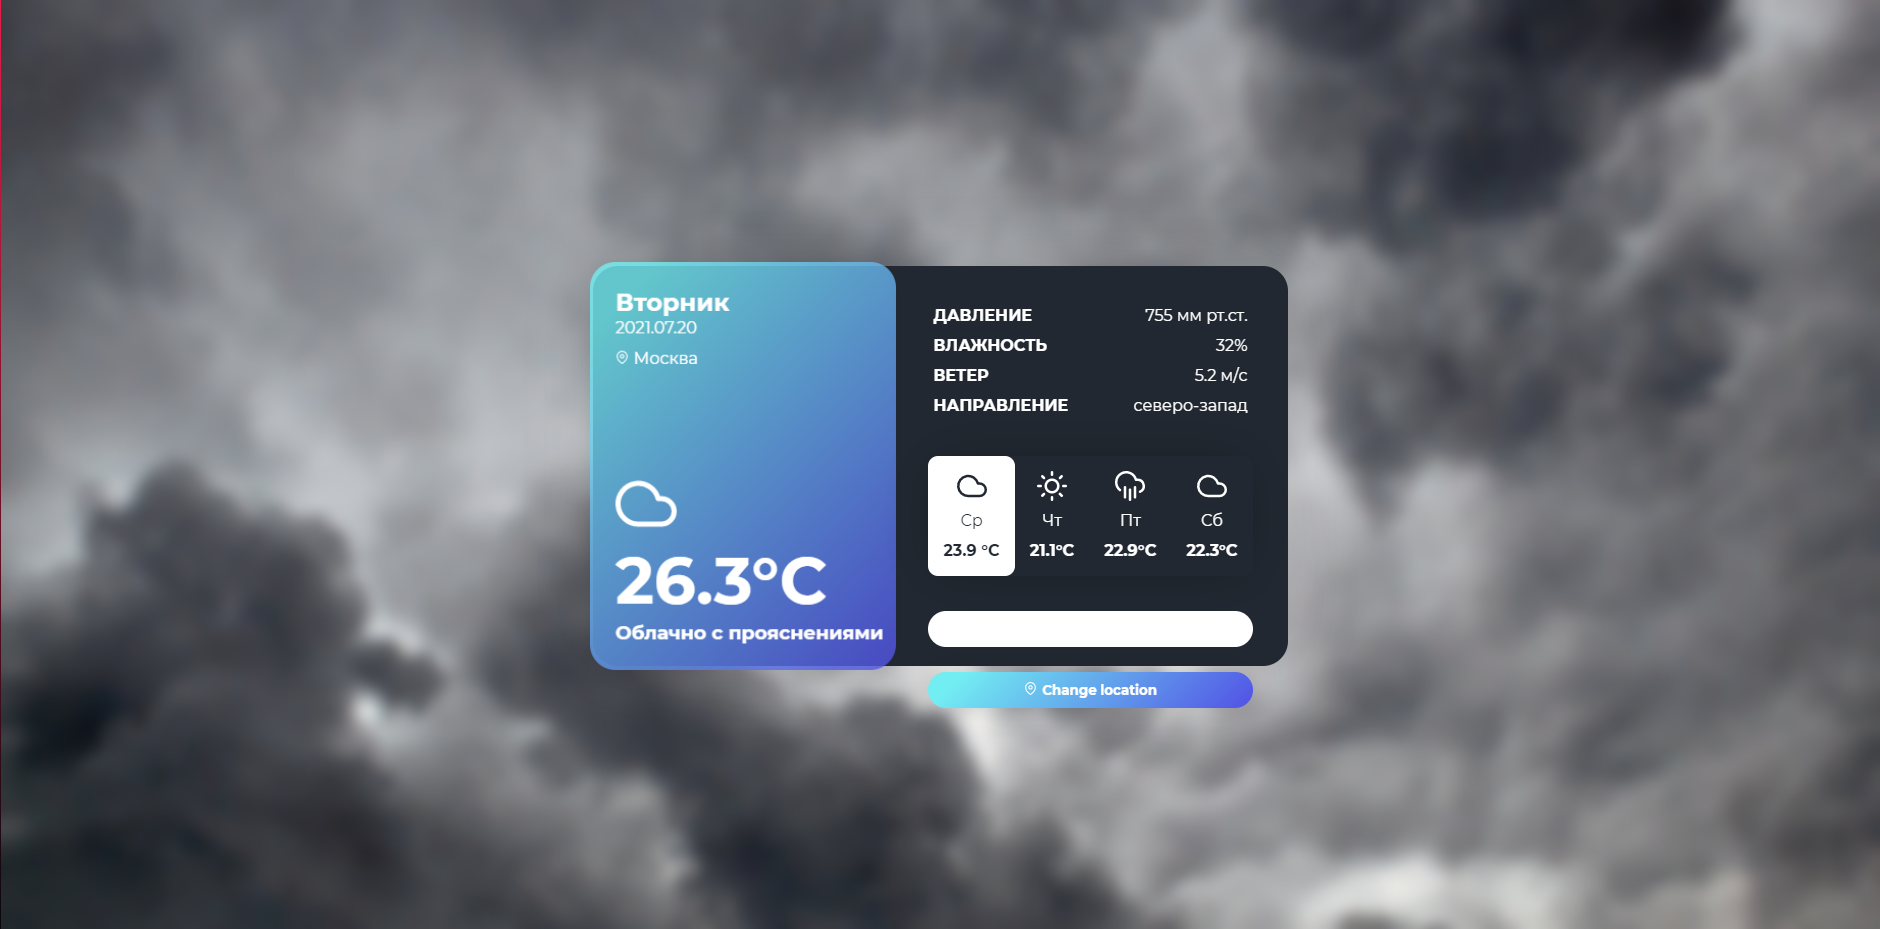 Вторник
2021.07.20
Москва
26.3°C
Облачно с прояснениями
ДАВЛЕНИЕ 755 мм рт.ст.
ВЛАЖНОСТЬ 32%
ВЕТЕР 5.2 м/с
НАПРАВЛЕНИЕ северо-запад
Ср Чт Пт Сб
23.9 °C 21.1°C 22.9°C 22.3°C
Change location